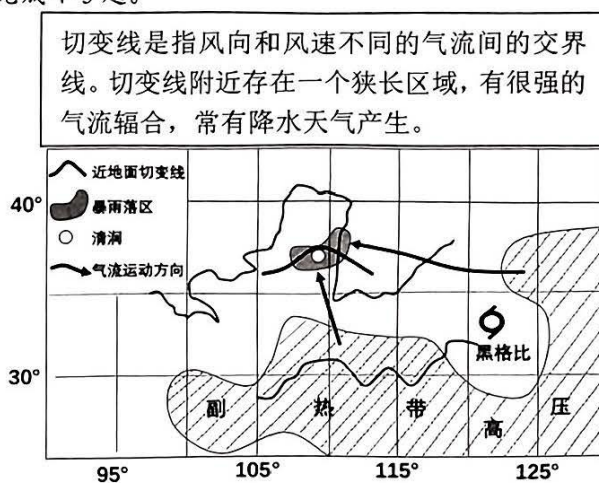 切变线是指风向和风速不同的气流间的交界
线。切变线附近存在一个狭长区域，有很强的
气流辐合，常有降水天气产生。
近地面切变线
暴雨落区
清涧
气流运动方向
40°
黑格比
30°
副 热 带 高 压
95° 105° 115° 125°